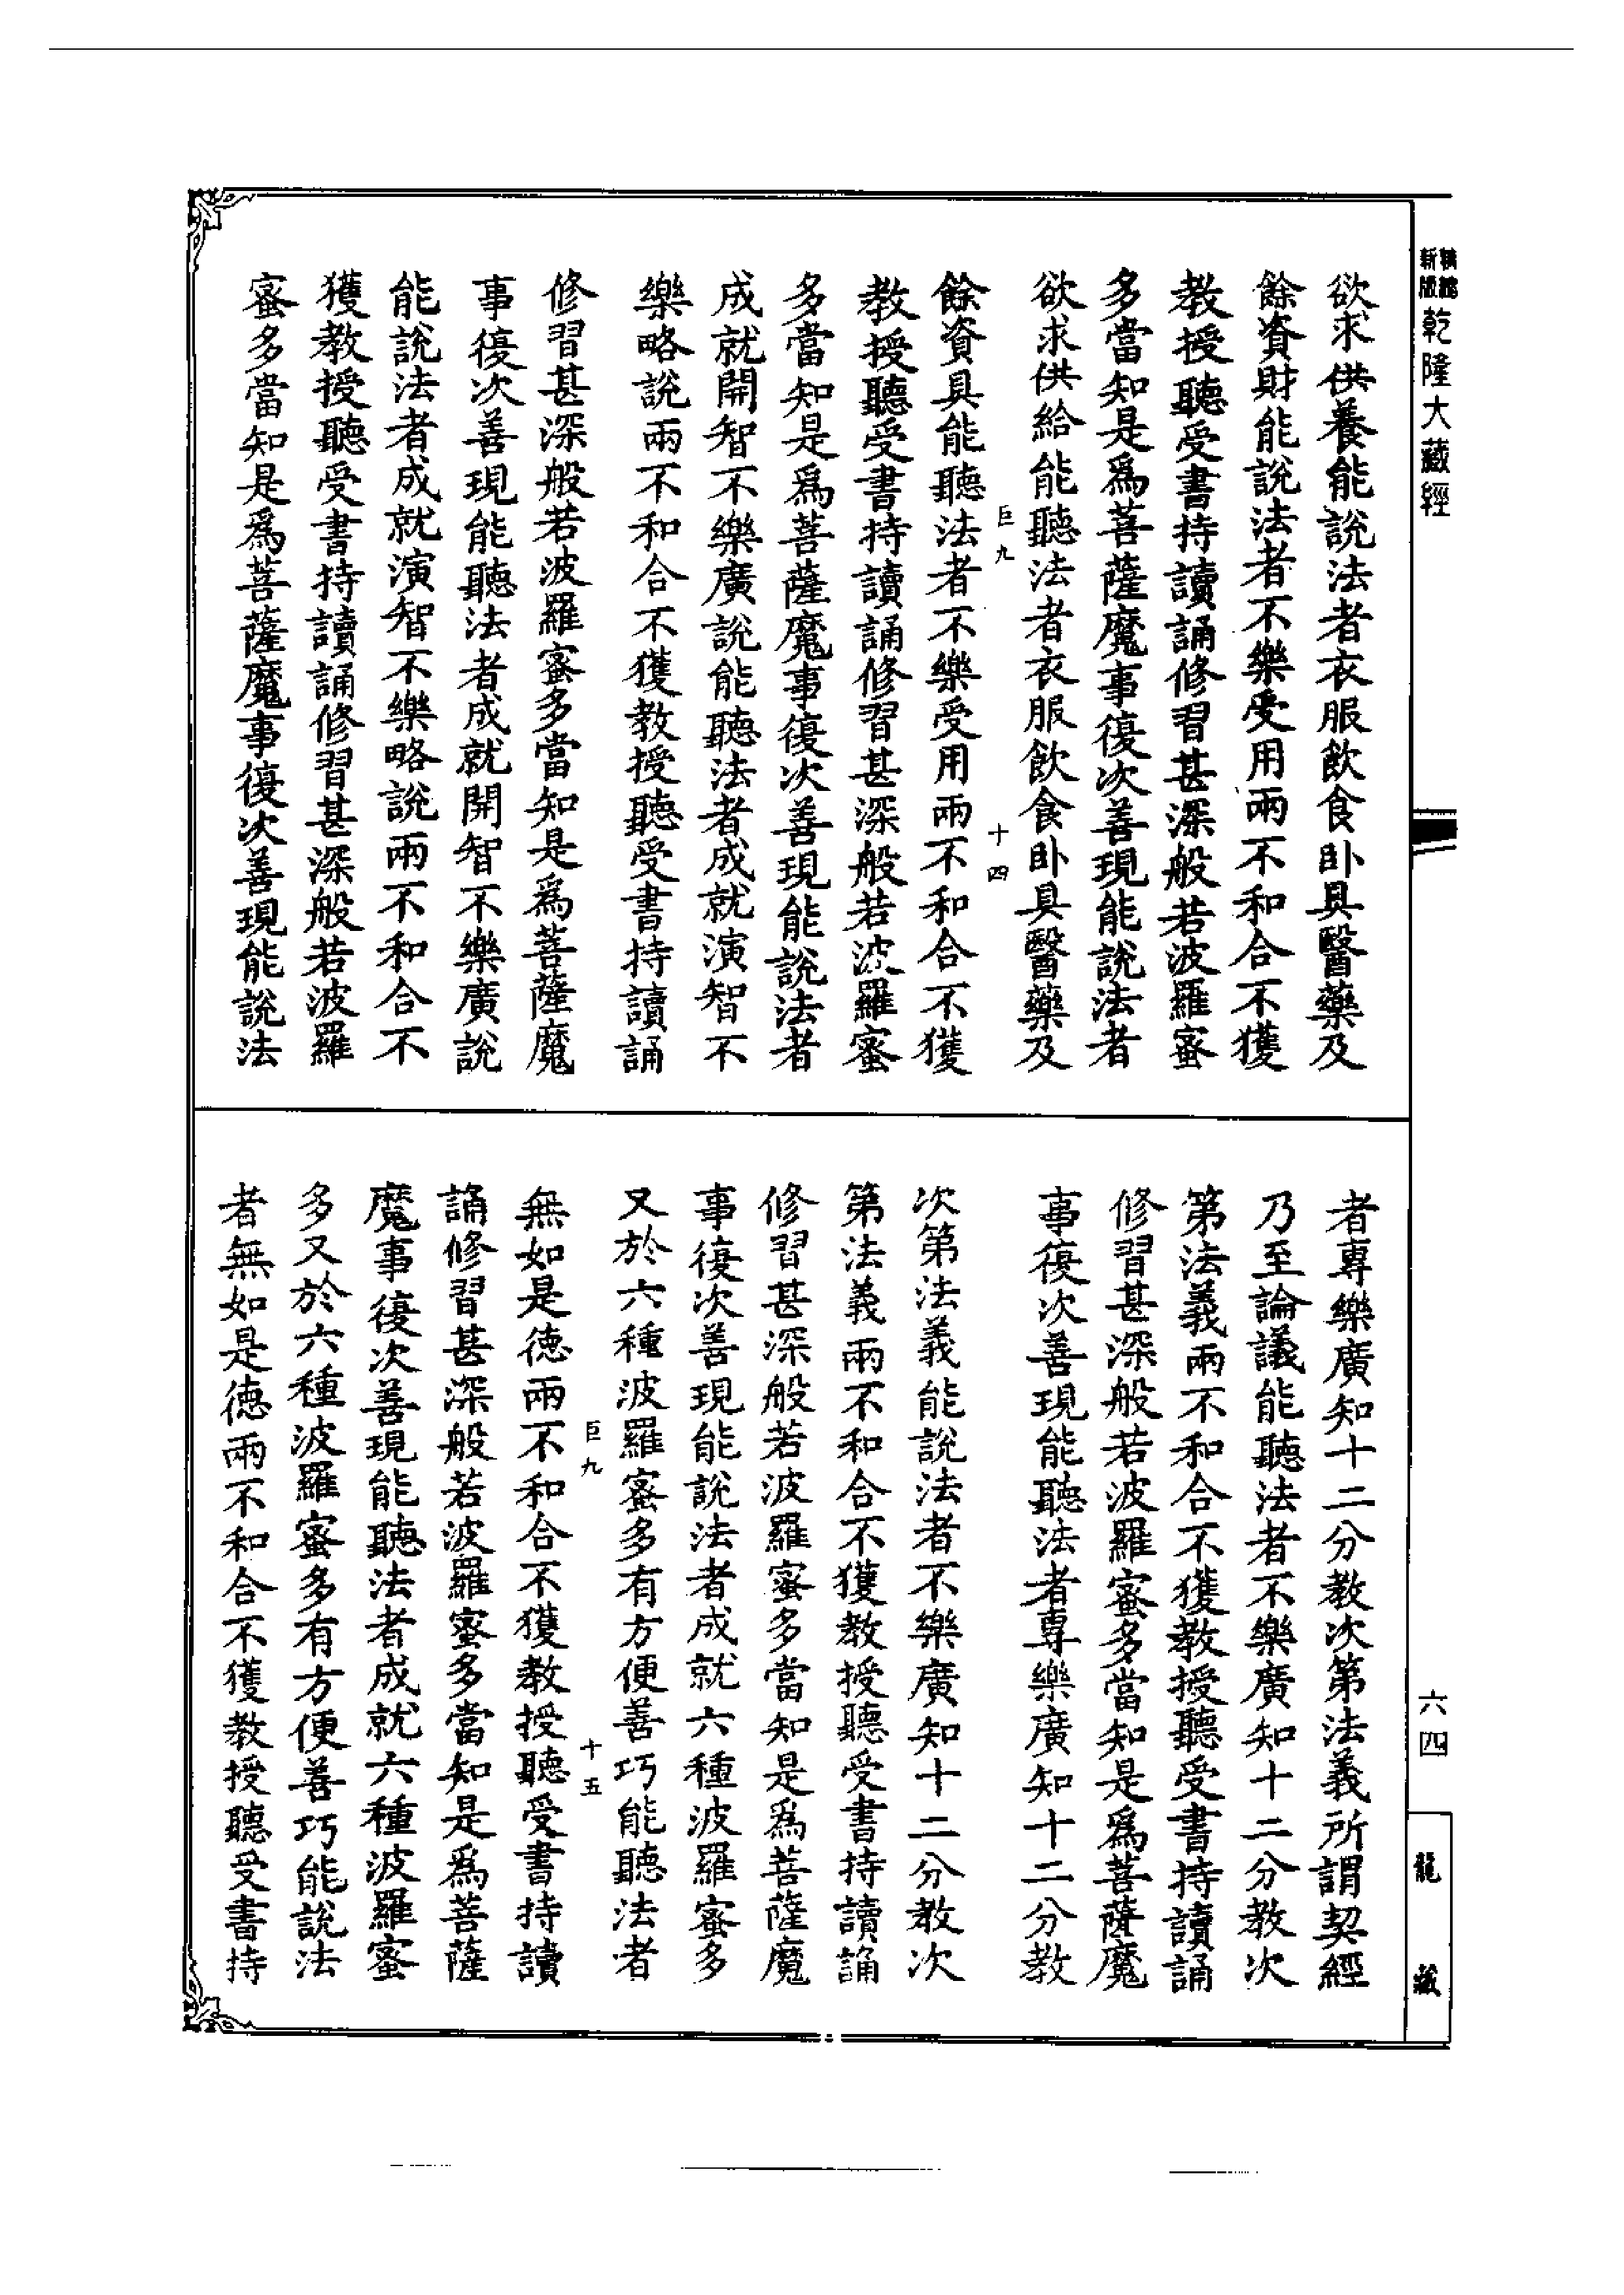 新版
乾隆大藏經
欲求供養能說法者衣服飲食卧具醫藥及
餘資財能說法者不樂受用兩不和合不獲
教授聽受書持讀誦修習甚深般若波羅蜜
多當知是爲菩薩魔事復次善現能說法者
欲求供給能聽法者衣服飲食卧具醫藥及
巨九 十四
餘資具能聽法者不樂受用兩不和合不獲
教授聽受書持讀誦修習甚深般若波羅蜜
多當知是爲菩薩魔事復次善現能說法者
成就開智不樂廣說能聽法者成就演智不
樂略說兩不和合不獲教授聽受書持讀誦
修習甚深般若波羅蜜多當知是爲菩薩魔
事復次善現能聽法者成就開智不樂廣說
能說法者成就演智不樂略說兩不和合不
獲教授聽受書持讀誦修習甚深般若波羅
蜜多當知是爲菩薩魔事復次善現能說法
六四
龍藏
者專樂廣知十二分教次第法義所謂契經
乃至論議能聽法者不樂廣知十二分教次
第法義兩不和合不獲教授聽受書持讀誦
修習甚深般若波羅蜜多當知是爲菩薩魔
事復次善現能聽法者專樂廣知十二分教
次第法義能說法者不樂廣知十二分教次
第法義兩不和合不獲教授聽受書持讀誦
修習甚深般若波羅蜜多當知是爲菩薩魔
事復次善現能說法者成就六種波羅蜜多
又於六種波羅蜜多有方便善巧能聽法者
巨九 十五
無如是德兩不和合不獲教授聽受書持讀
誦修習甚深般若波羅蜜多當知是爲菩薩
魔事復次善現能聽法者成就六種波羅蜜
多又於六種波羅蜜多有方便善巧能說法
者無如是德兩不和合不獲教授聽受書持